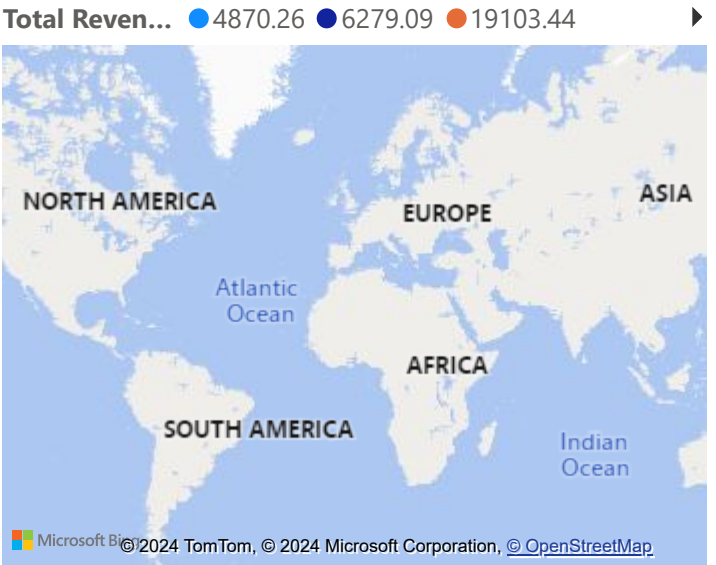 Total Reven... 4870.26 6279.09 19103.44
NORTH AMERICA
ASIA
EUROPE
Atlantic
Ocean
AFRICA
SOUTH AMERICA
Indian
Ocean
Microsoft Bing
© 2024 TomTom, © 2024 Microsoft Corporation, © OpenStreetMap